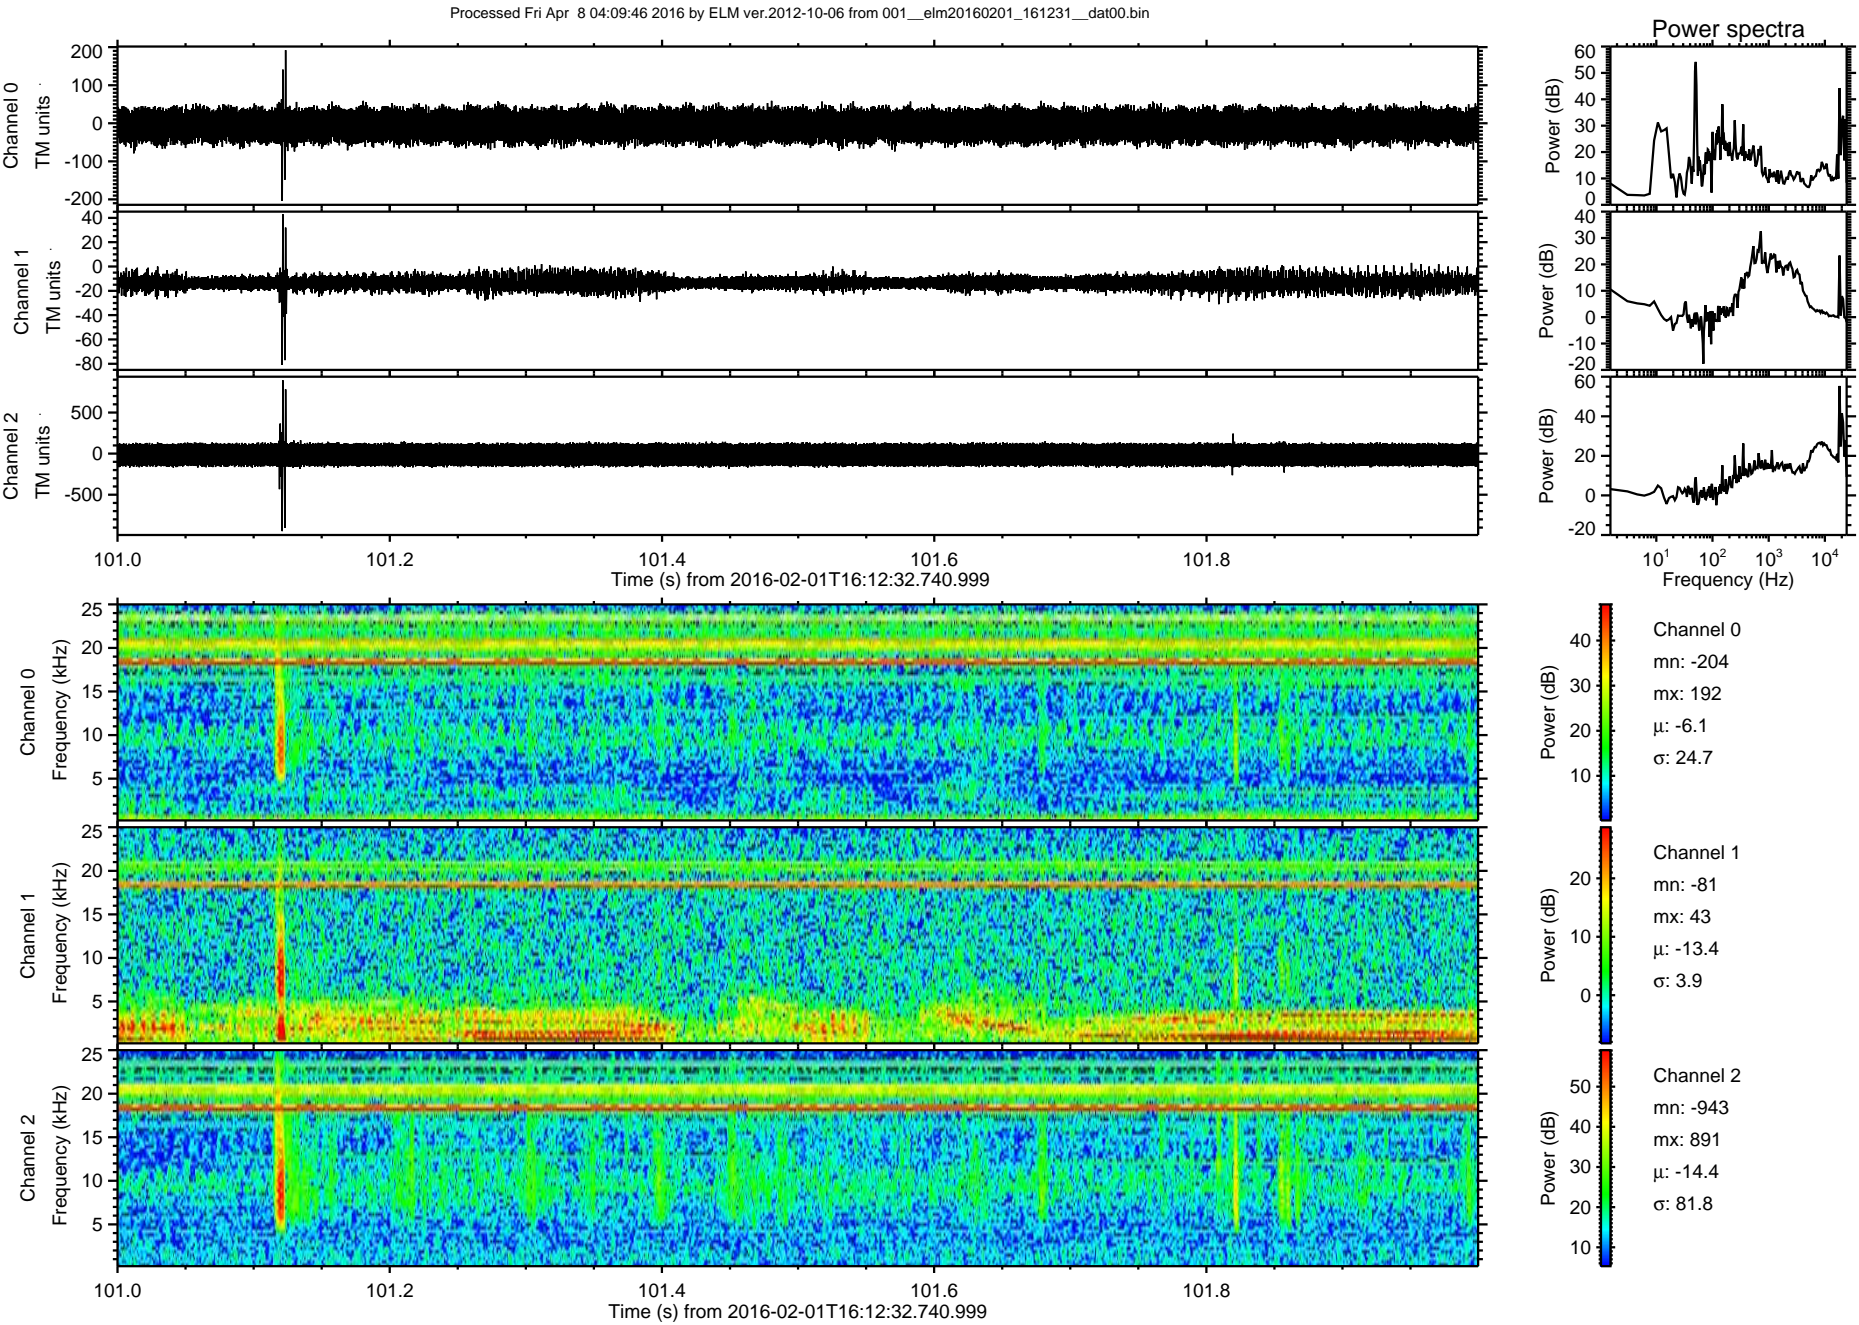 Processed Fri Apr  8 04:09:46 2016 by ELM ver.2012-10-06 from 001__elm20160201_161231__dat00.bin
Power spectra
Channel 0
TM units
200
100
0
-100
-200
Power (dB)
60
50
40
30
20
10
0
Channel 1
TM units
40
20
0
-20
-40
-60
-80
Power (dB)
40
30
20
10
0
-10
-20
Channel 2
TM units
500
0
-500
Power (dB)
60
40
20
0
-20
101.0 101.2 101.4 101.6 101.8
Time (s) from 2016-02-01T16:12:32.740.999
10¹ 10² 10³ 10⁴
Frequency (Hz)
Channel 0
Frequency (kHz)
25
20
15
10
5
Power (dB)
40
30
20
10
Channel 0
mn: -204
mx: 192
μ: -6.1
σ: 24.7
Channel 1
Frequency (kHz)
25
20
15
10
5
Power (dB)
20
10
0
Channel 1
mn: -81
mx: 43
μ: -13.4
σ: 3.9
Channel 2
Frequency (kHz)
25
20
15
10
5
Power (dB)
50
40
30
20
10
Channel 2
mn: -943
mx: 891
μ: -14.4
σ: 81.8
101.0 101.2 101.4 101.6 101.8
Time (s) from 2016-02-01T16:12:32.740.999